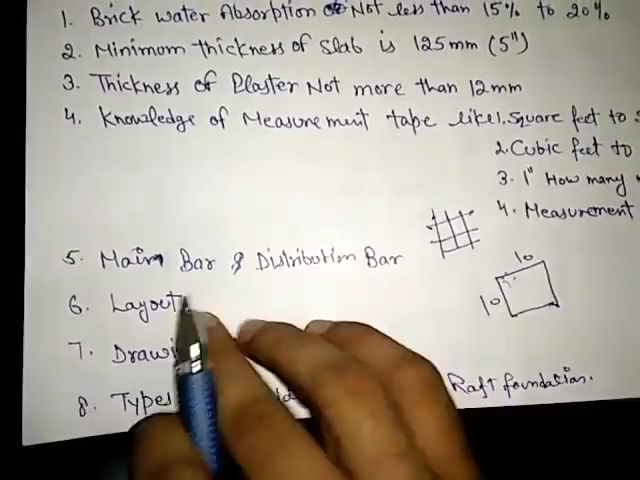 1. Brick water Absorption Not less than 15% to 20%
2. Minimom thickness of Slab is 125mm (5")
3. Thickness of Plaster Not more than 12mm
4. Knowledge of Measurement tape like 1. Square feet to
2. Cubic feet to
3. 1" How many
4. Measurement
5. Main Bar & Distribution Bar
10
6. Layout
10
7. Drawi
8. Types
Raft foundation.